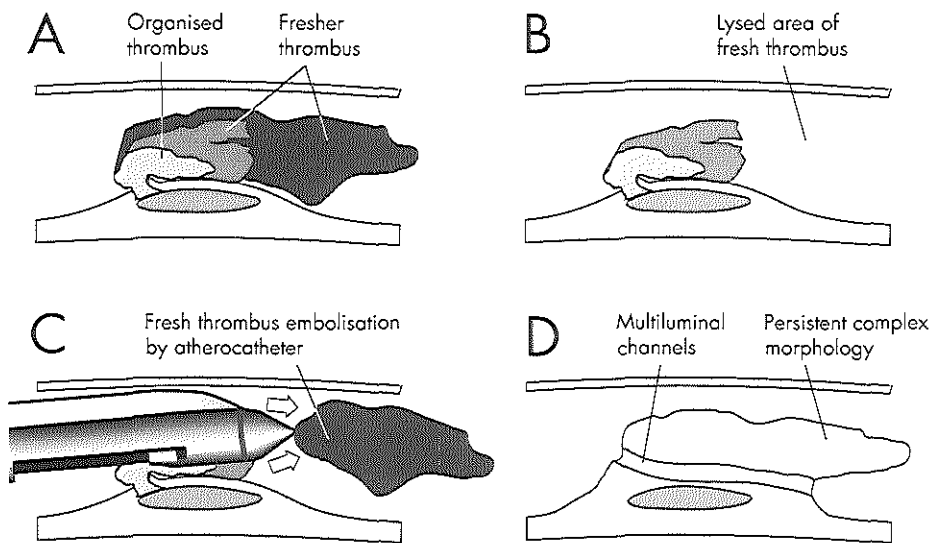 A
Organised
thrombus
Fresher
thrombus
B
Lysed area of
fresh thrombus
C
Fresh thrombus embolisation
by atherocatheter
D
Multiluminal
channels
Persistent complex
morphology